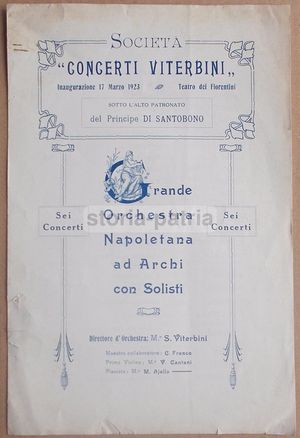 SOCIETÀ
"CONCERTI VITERBINI„
Inaugurazione 17 Marzo 1923 Teatro dei Fiorentini
SOTTO L'ALTO PATRONATO
del Principe DI SANTOBONO
Grande
Sei Concerti
Orchestra
Sei Concerti
storia patria
Napoletana
ad Archi
con Solisti
Direttore d'Orchestra: M.º S. Viterbini
Maestro collaboratore: C. Franco
Primo Violino: M.º V. Cantani
Pianista: M.º M. Ajello